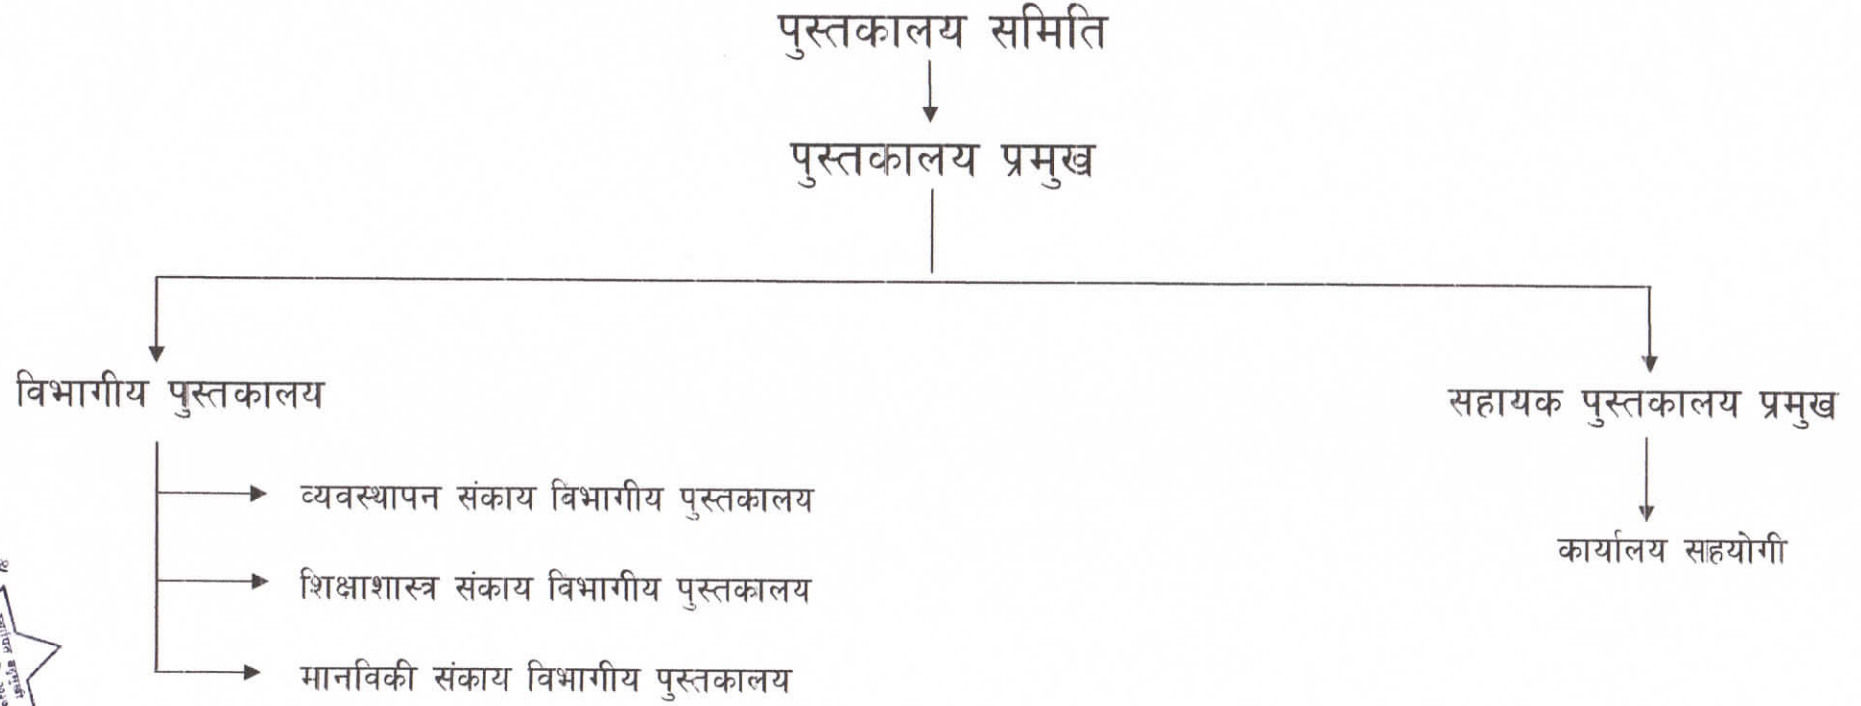 पुस्तकालय समिति
पुस्तकालय प्रमुख
विभागीय पुस्तकालय
सहायक पुस्तकालय प्रमुख
व्यवस्थापन संकाय विभागीय पुस्तकालय
कार्यालय सहयोगी
शिक्षाशास्त्र संकाय विभागीय पुस्तकालय
मानविकी संकाय विभागीय पुस्तकालय